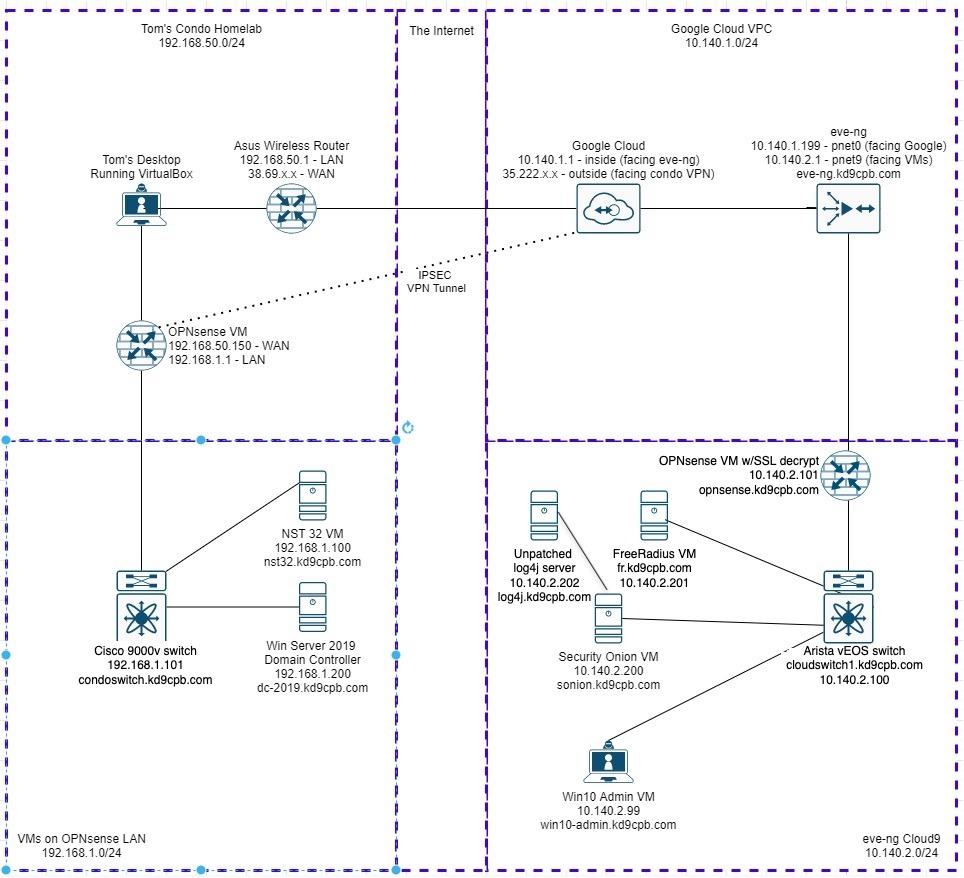 Tom's Condo Homelab
192.168.50.0/24
The Internet
Google Cloud VPC
10.140.1.0/24
Tom's Desktop
Running VirtualBox
Asus Wireless Router
192.168.50.1 - LAN
38.69.x.x - WAN
Google Cloud
10.140.1.1 - inside (facing eve-ng)
35.222.x.x - outside (facing condo VPN)
eve-ng
10.140.1.199 - pnet0 (facing Google)
10.140.2.1 - pnet9 (facing VMs)
eve-ng.kd9cpb.com
IPSEC
VPN Tunnel
OPNsense VM
192.168.50.150 - WAN
192.168.1.1 - LAN
OPNsense VM w/SSL decrypt
10.140.2.101
opnsense.kd9cpb.com
NST 32 VM
192.168.1.100
nst32.kd9cpb.com
Win Server 2019
Domain Controller
192.168.1.200
dc-2019.kd9cpb.com
Cisco 9000v switch
192.168.1.101
condoswitch.kd9cpb.com
Unpatched
log4j server
10.140.2.202
log4j.kd9cpb.com
FreeRadius VM
fr.kd9cpb.com
10.140.2.201
Security Onion VM
10.140.2.200
sonion.kd9cpb.com
Arista vEOS switch
cloudswitch1.kd9cpb.com
10.140.2.100
Win10 Admin VM
10.140.2.99
win10-admin.kd9cpb.com
VMs on OPNsense LAN
192.168.1.0/24
eve-ng Cloud9
10.140.2.0/24